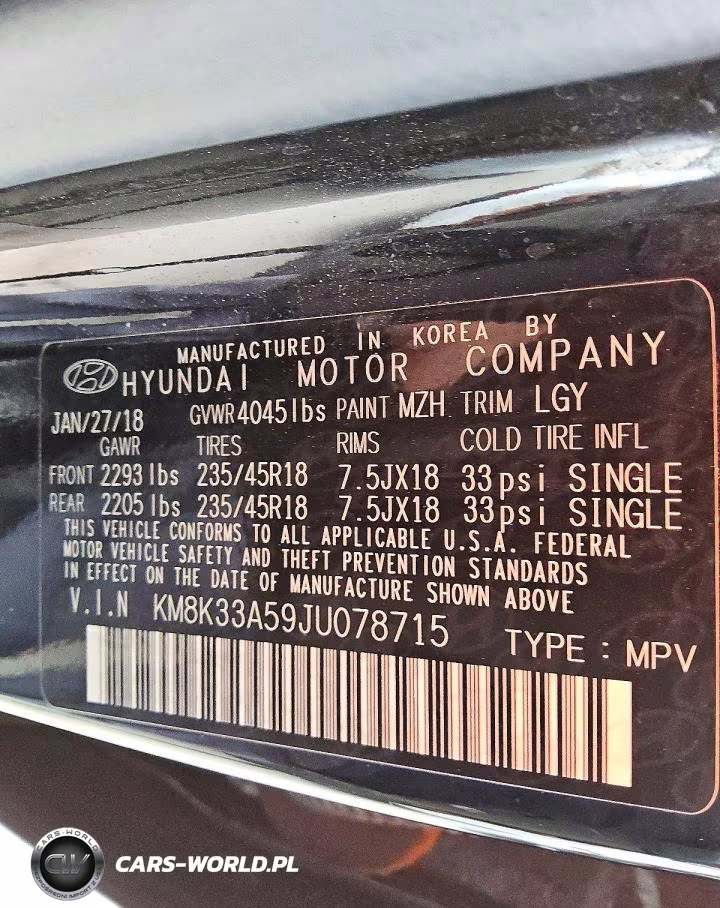 MANUFACTURED IN KOREA BY
HYUNDAI MOTOR COMPANY
JAN/27/18 GVWR 4045 lbs PAINT MZH TRIM LGY
GAWR TIRES RIMS COLD TIRE INFL
FRONT 2293 lbs 235/45R18 7.5JX18 33psi SINGLE
REAR 2205 lbs 235/45R18 7.5JX18 33psi SINGLE
THIS VEHICLE CONFORMS TO ALL APPLICABLE U.S.A. FEDERAL
MOTOR VEHICLE SAFETY AND THEFT PREVENTION STANDARDS
IN EFFECT ON THE DATE OF MANUFACTURE SHOWN ABOVE
V.I.N KM8K33A59JU078715 TYPE : MPV
CARS-WORLD
CW
CARS-WORLD.PL